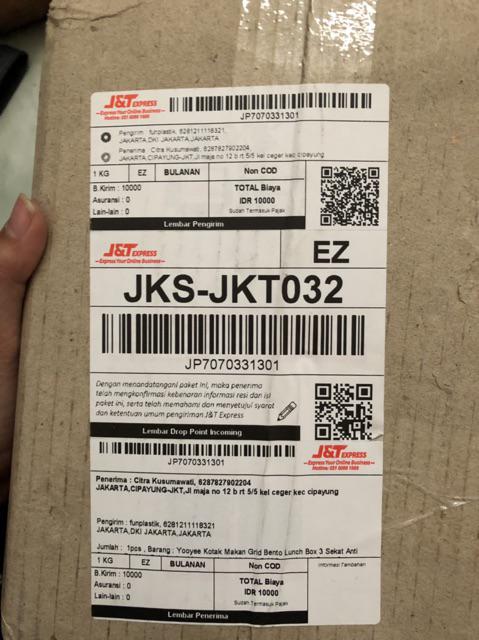 J&T EXPRESS
Express Your Online Business
Hotline: 021 8066 1888
JP7070331301
Pengirim : funplastik, 6281211118321,
JAKARTA,DKI JAKARTA,JAKARTA
Penerima : Citra Kusumawati, 6287827902204
JAKARTA,CIPAYUNG-JKT,Jl maja no 12 b rt 5/5 kel ceger kec cipayung
1 KG EZ BULANAN Non COD
B.Kirim : 10000
Asuransi : 0
Lain-lain : 0
TOTAL Biaya
IDR 10000
Sudah Termasuk Pajak
Lembar Pengirim
J&T EXPRESS
Express Your Online Business
EZ
JKS-JKT032
JP7070331301
Dengan menandatangani paket ini, maka penerima
telah mengkonfirmasi kebenaran informasi resi dan isi
paket ini, serta telah memahami dan menyetujui syarat
dan ketentuan umum pengiriman J&T Express
Lembar Drop Point Incoming
JP7070331301
J&T EXPRESS
Express Your Online Business
Hotline: 021 8066 1888
Penerima : Citra Kusumawati, 6287827902204
JAKARTA,CIPAYUNG-JKT,Jl maja no 12 b rt 5/5 kel ceger kec cipayung
Pengirim : funplastik, 6281211118321
JAKARTA,DKI JAKARTA,JAKARTA
Jumlah : 1pcs , Barang : Yooyee Kotak Makan Grid Bento Lunch Box 3 Sekat Anti
1 KG EZ BULANAN Non COD
Informasi Tambahan
B.Kirim : 10000
Asuransi : 0
Lain-lain : 0
TOTAL Biaya
IDR 10000
Sudah Termasuk Pajak
Lembar Penerima